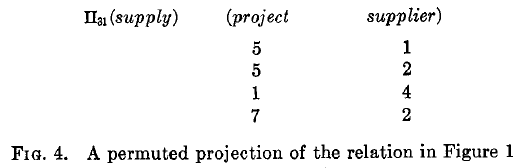 Π₃₁(supply) (project supplier)
5 1
5 2
1 4
7 2
FIG. 4. A permuted projection of the relation in Figure 1